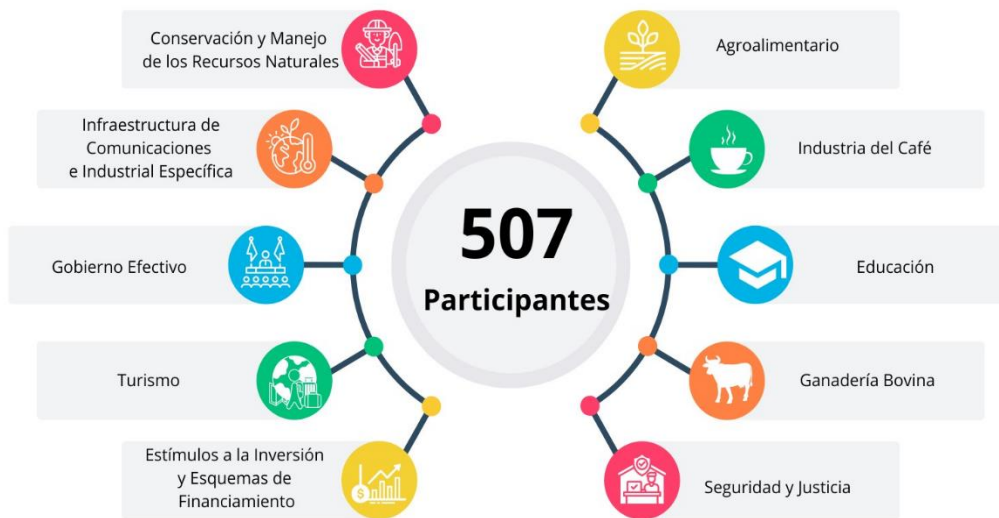 Conservación y Manejo
de los Recursos Naturales
Infraestructura de
Comunicaciones
e Industrial Específica
Gobierno Efectivo
Turismo
Estímulos a la Inversión
y Esquemas de
Financiamiento
507
Participantes
Agroalimentario
Industria del Café
Educación
Ganadería Bovina
Seguridad y Justicia